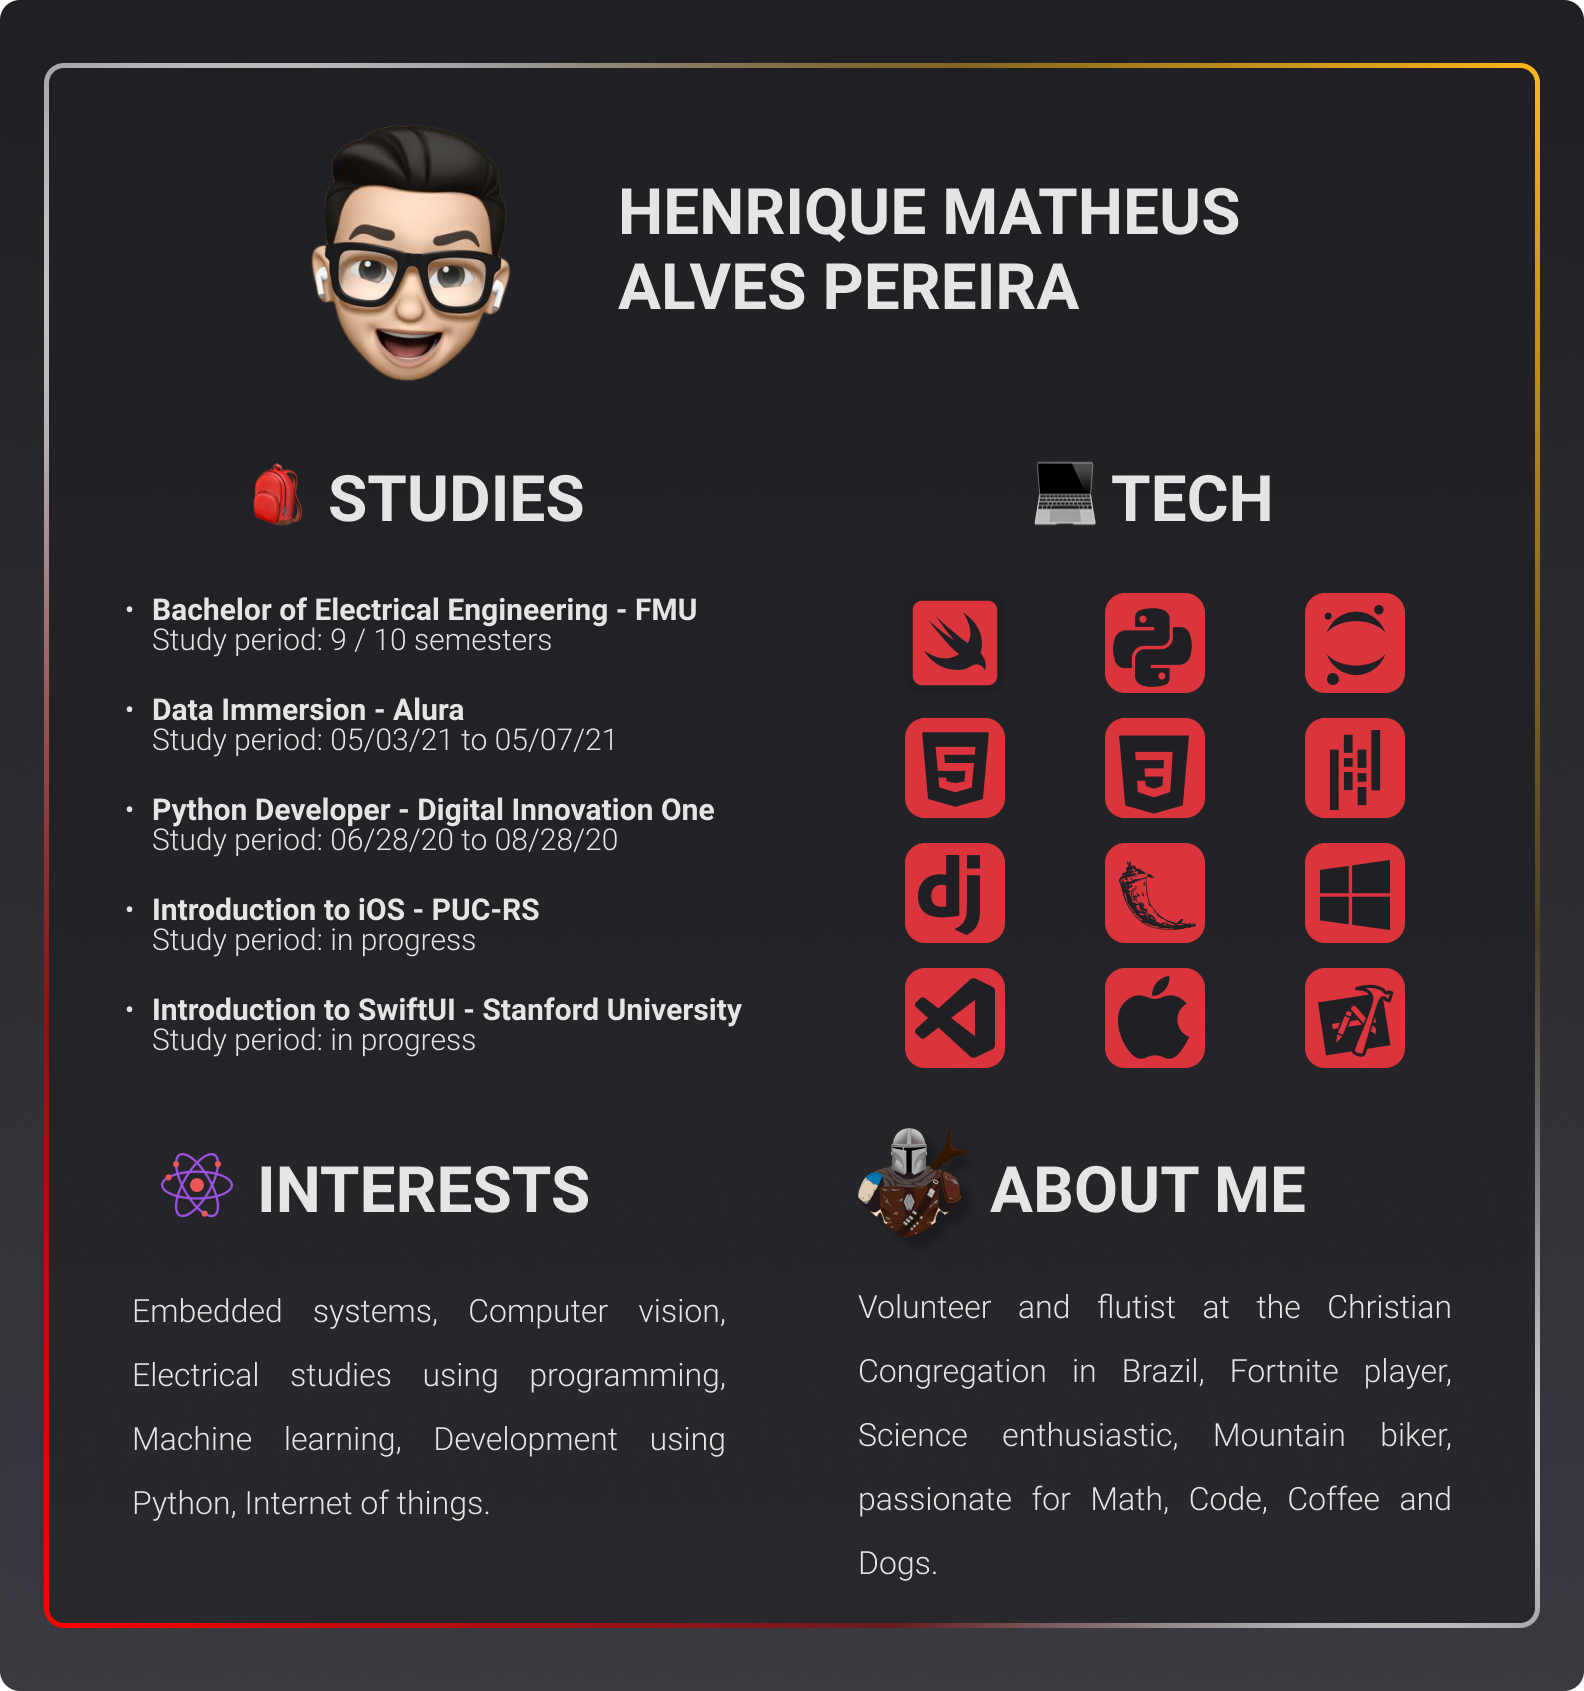 HENRIQUE MATHEUS
ALVES PEREIRA
STUDIES
• Bachelor of Electrical Engineering - FMU
Study period: 9 / 10 semesters
• Data Immersion - Alura
Study period: 05/03/21 to 05/07/21
• Python Developer - Digital Innovation One
Study period: 06/28/20 to 08/28/20
• Introduction to iOS - PUC-RS
Study period: in progress
• Introduction to SwiftUI - Stanford University
Study period: in progress
TECH
5
3
dj
INTERESTS
Embedded systems, Computer vision,
Electrical studies using programming,
Machine learning, Development using
Python, Internet of things.
ABOUT ME
Volunteer and flutist at the Christian
Congregation in Brazil, Fortnite player,
Science enthusiastic, Mountain biker,
passionate for Math, Code, Coffee and
Dogs.